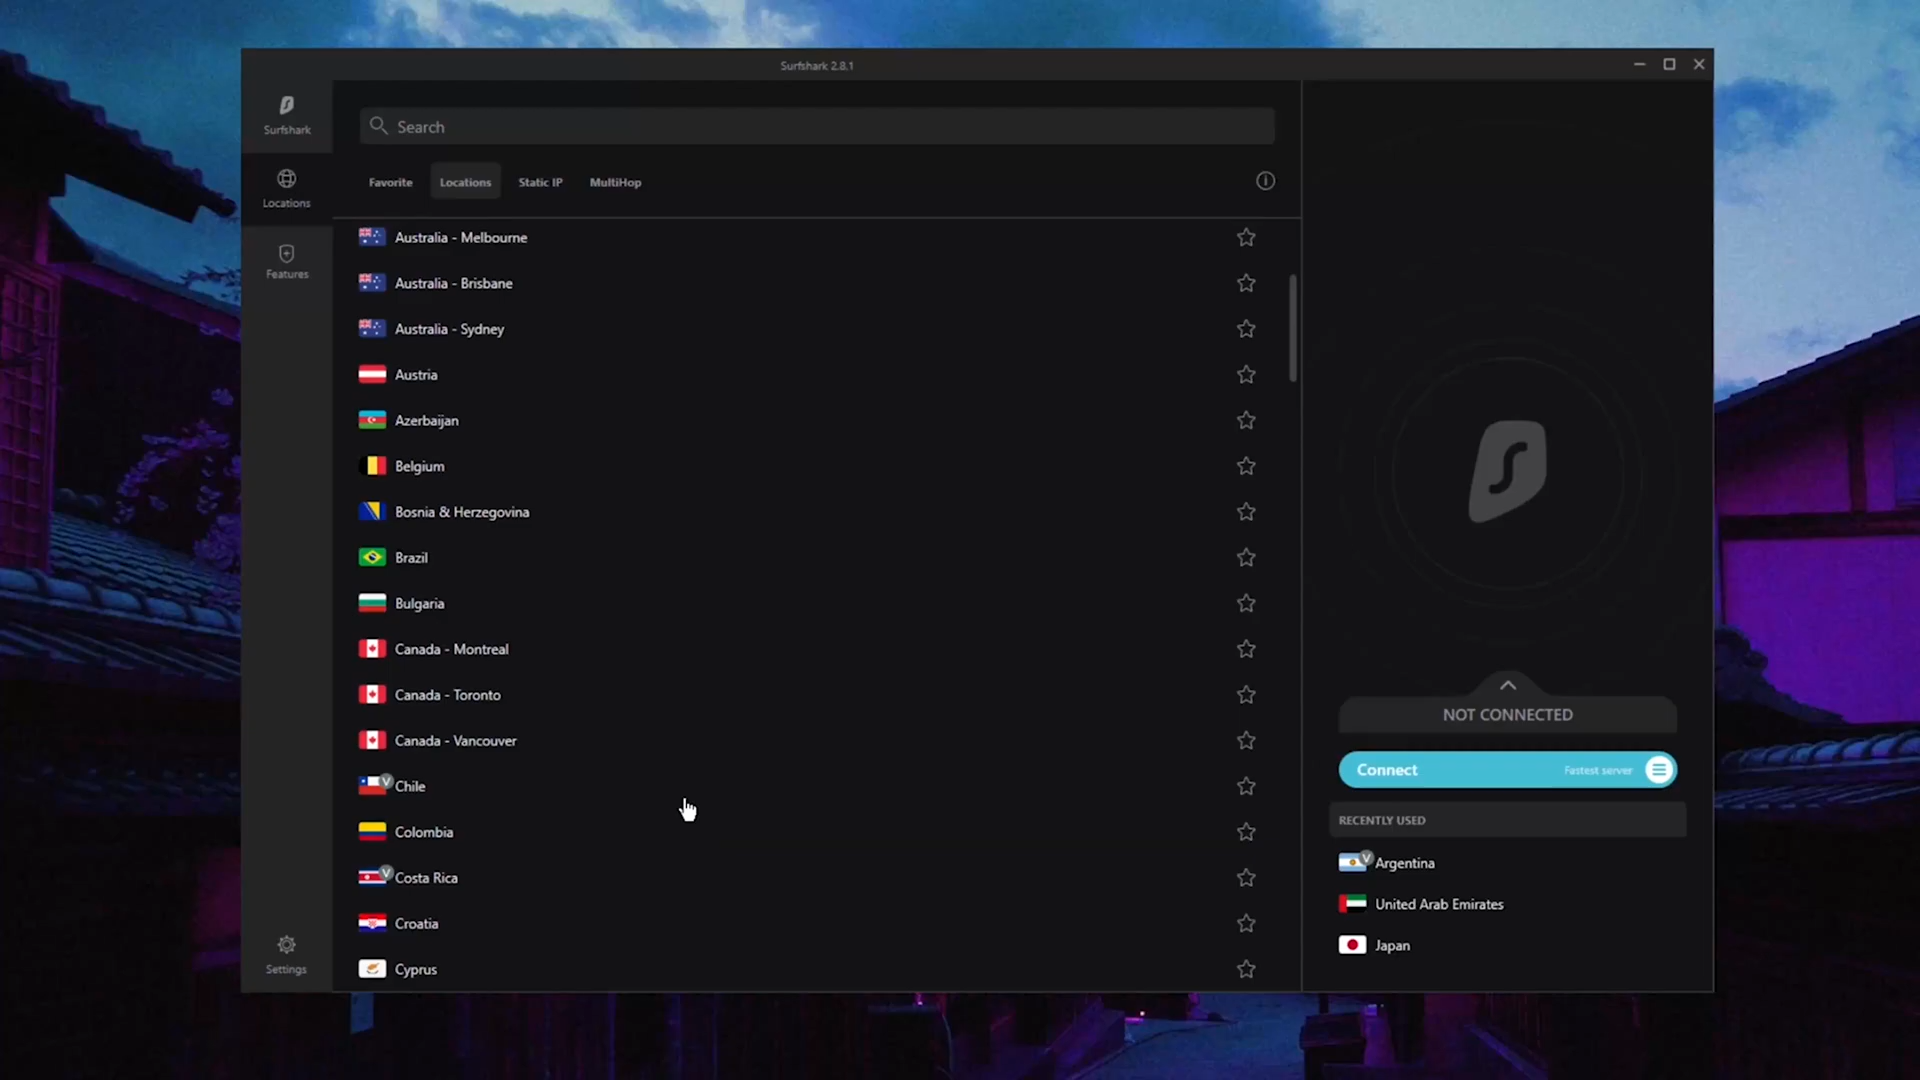 Surfshark 2.8.1
Surfshark
Locations
Features
Settings
Search
Favorite
Locations
Static IP
MultiHop
Australia - Melbourne
Australia - Brisbane
Australia - Sydney
Austria
Azerbaijan
Belgium
Bosnia & Herzegovina
Brazil
Bulgaria
Canada - Montreal
Canada - Toronto
Canada - Vancouver
V Chile
Colombia
V Costa Rica
Croatia
Cyprus
NOT CONNECTED
Connect Fastest server
RECENTLY USED
V Argentina
United Arab Emirates
Japan